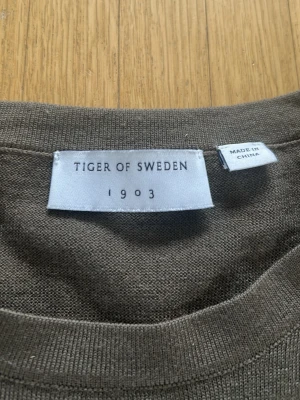 TIGER OF SWEDEN
1903
MADE IN
CHINA